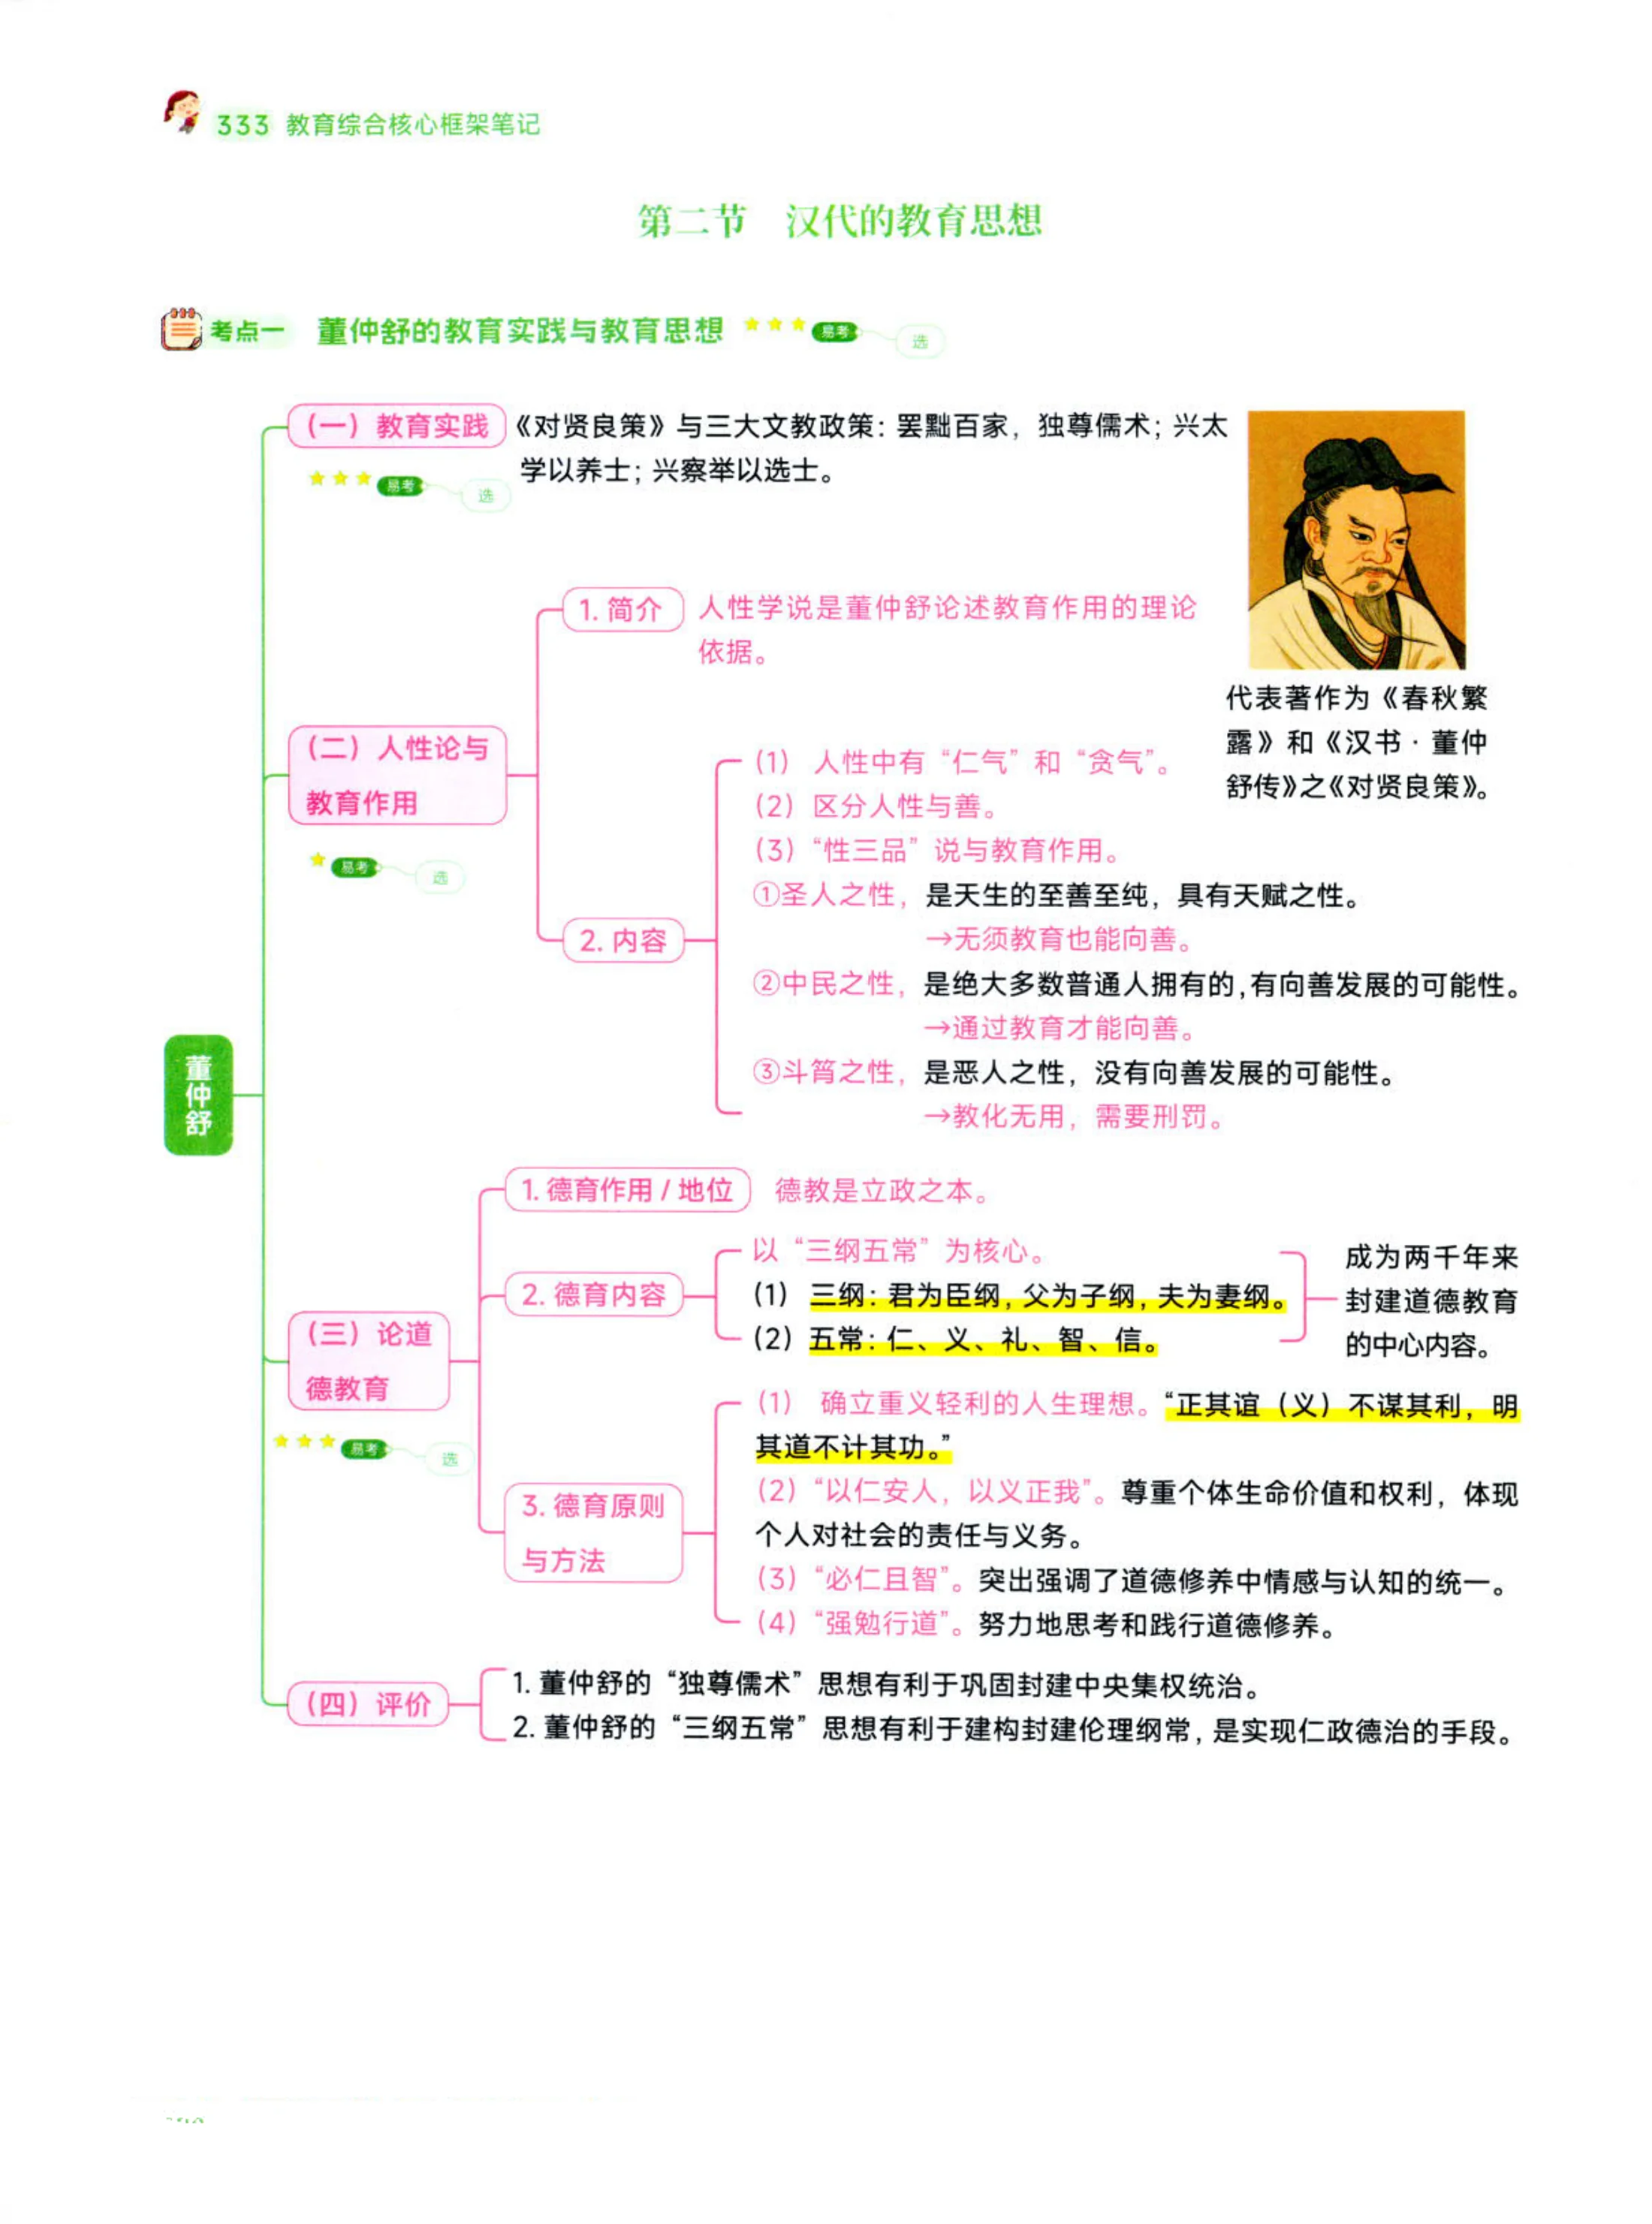 333 教育综合核心框架笔记
第二节 汉代的教育思想
考点一 董仲舒的教育实践与教育思想 易考 选
董仲舒
（一）教育实践
易考 选
《对贤良策》与三大文教政策：罢黜百家，独尊儒术；兴太
学以养士；兴察举以选士。
代表著作为《春秋繁
露》和《汉书·董仲
舒传》之《对贤良策》。
（二）人性论与
教育作用
易考 选
1. 简介
人性学说是董仲舒论述教育作用的理论
依据。
2. 内容
（1） 人性中有“仁气”和“贪气”。
（2）区分人性与善。
（3）“性三品”说与教育作用。
①圣人之性，是天生的至善至纯，具有天赋之性。
→无须教育也能向善。
②中民之性，是绝大多数普通人拥有的，有向善发展的可能性。
→通过教育才能向善。
③斗筲之性，是恶人之性，没有向善发展的可能性。
→教化无用，需要刑罚。
（三）论道
德教育
易考 选
1. 德育作用 / 地位
德教是立政之本。
2. 德育内容
以“三纲五常”为核心。
（1）三纲：君为臣纲，父为子纲，夫为妻纲。
（2）五常：仁、义、礼、智、信。
成为两千年来
封建道德教育
的中心内容。
3. 德育原则
与方法
（1） 确立重义轻利的人生理想。“正其谊（义）不谋其利，明
其道不计其功。”
（2）“以仁安人，以义正我”。尊重个体生命价值和权利，体现
个人对社会的责任与义务。
（3）“必仁且智”。突出强调了道德修养中情感与认知的统一。
（4）“强勉行道”。努力地思考和践行道德修养。
（四）评价
1. 董仲舒的“独尊儒术”思想有利于巩固封建中央集权统治。
2. 董仲舒的“三纲五常”思想有利于建构封建伦理纲常，是实现仁政德治的手段。